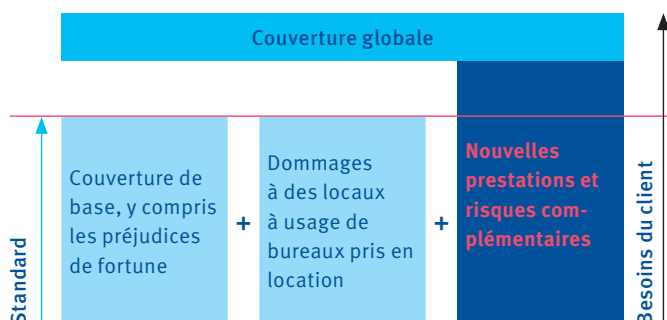 Couverture globale
Standard
Couverture de
base, y compris
les préjudices
de fortune
+
Dommages
à des locaux
à usage de
bureaux pris en
location
+
Nouvelles
prestations et
risques com-
plémentaires
Besoins du client